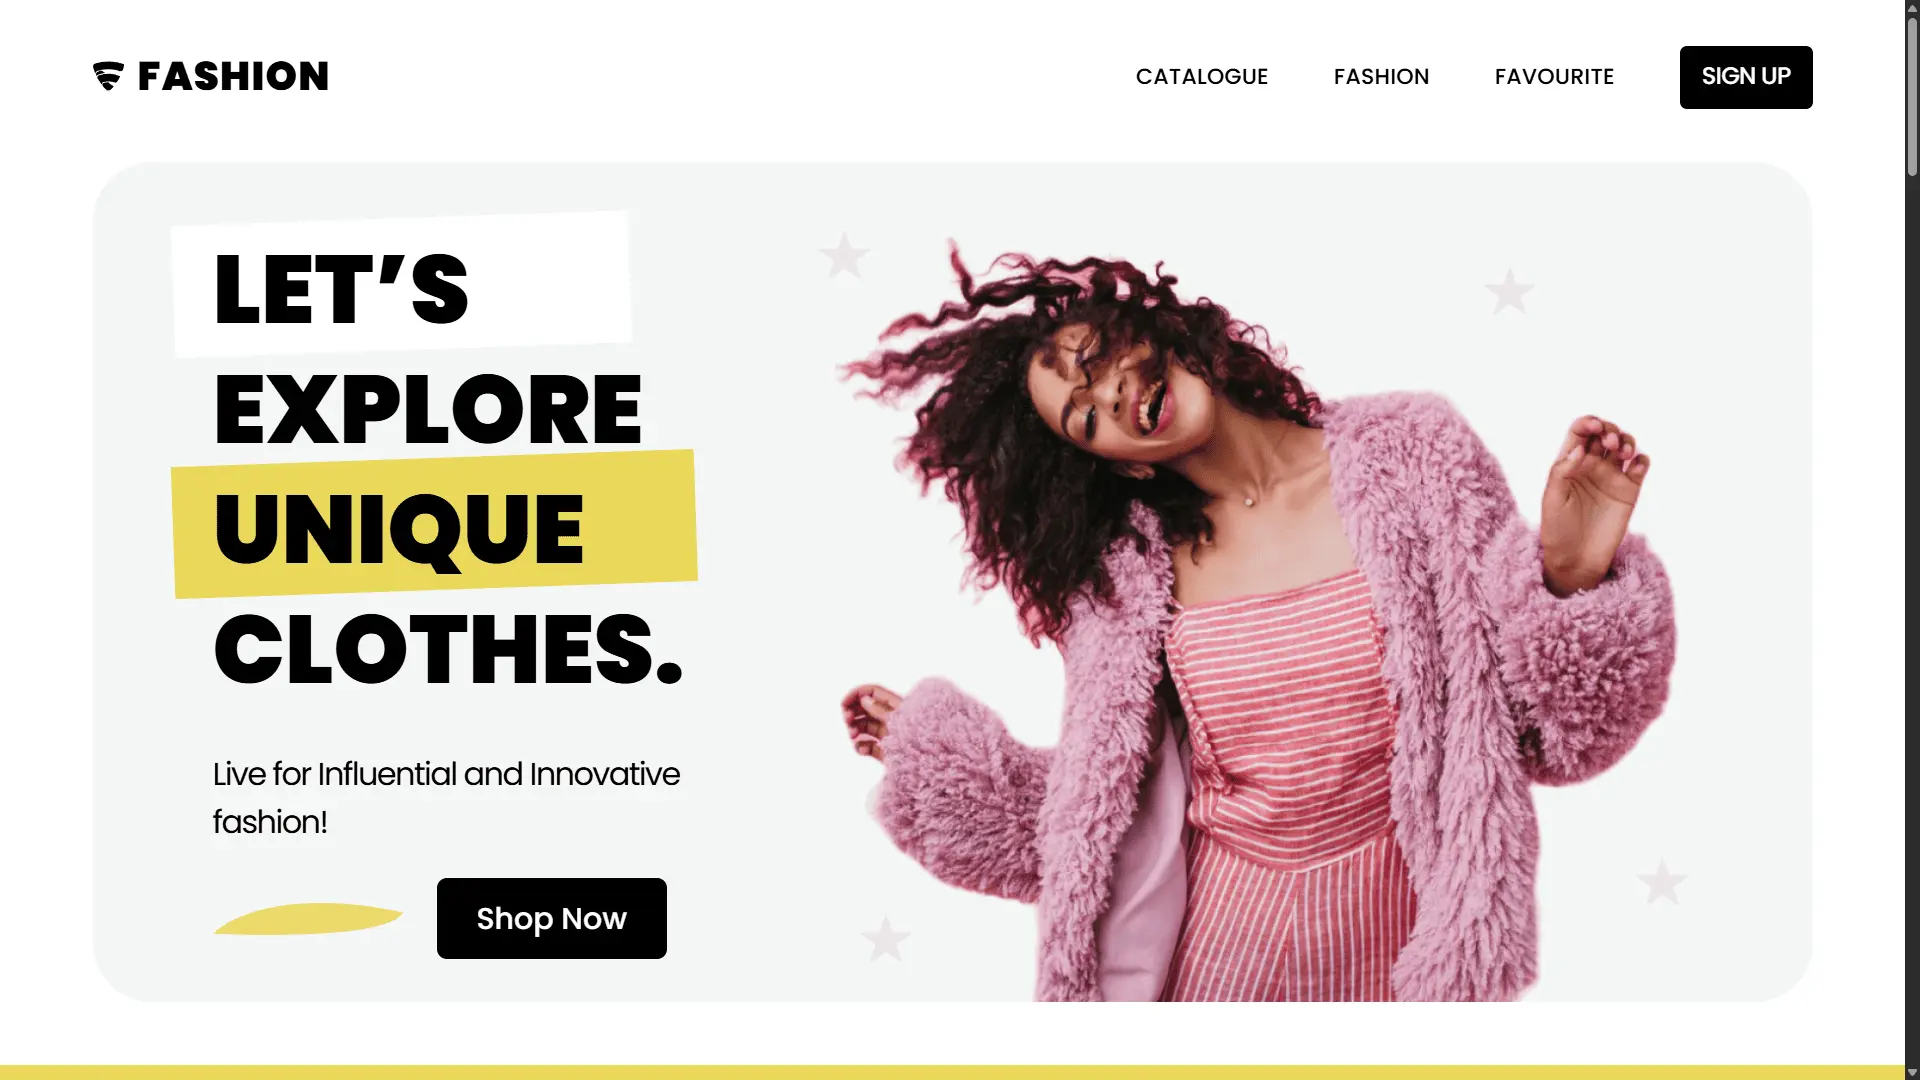 FASHION
CATALOGUE
FASHION
FAVOURITE
SIGN UP
LET’S
EXPLORE
UNIQUE
CLOTHES.
Live for Influential and Innovative
fashion!
Shop Now